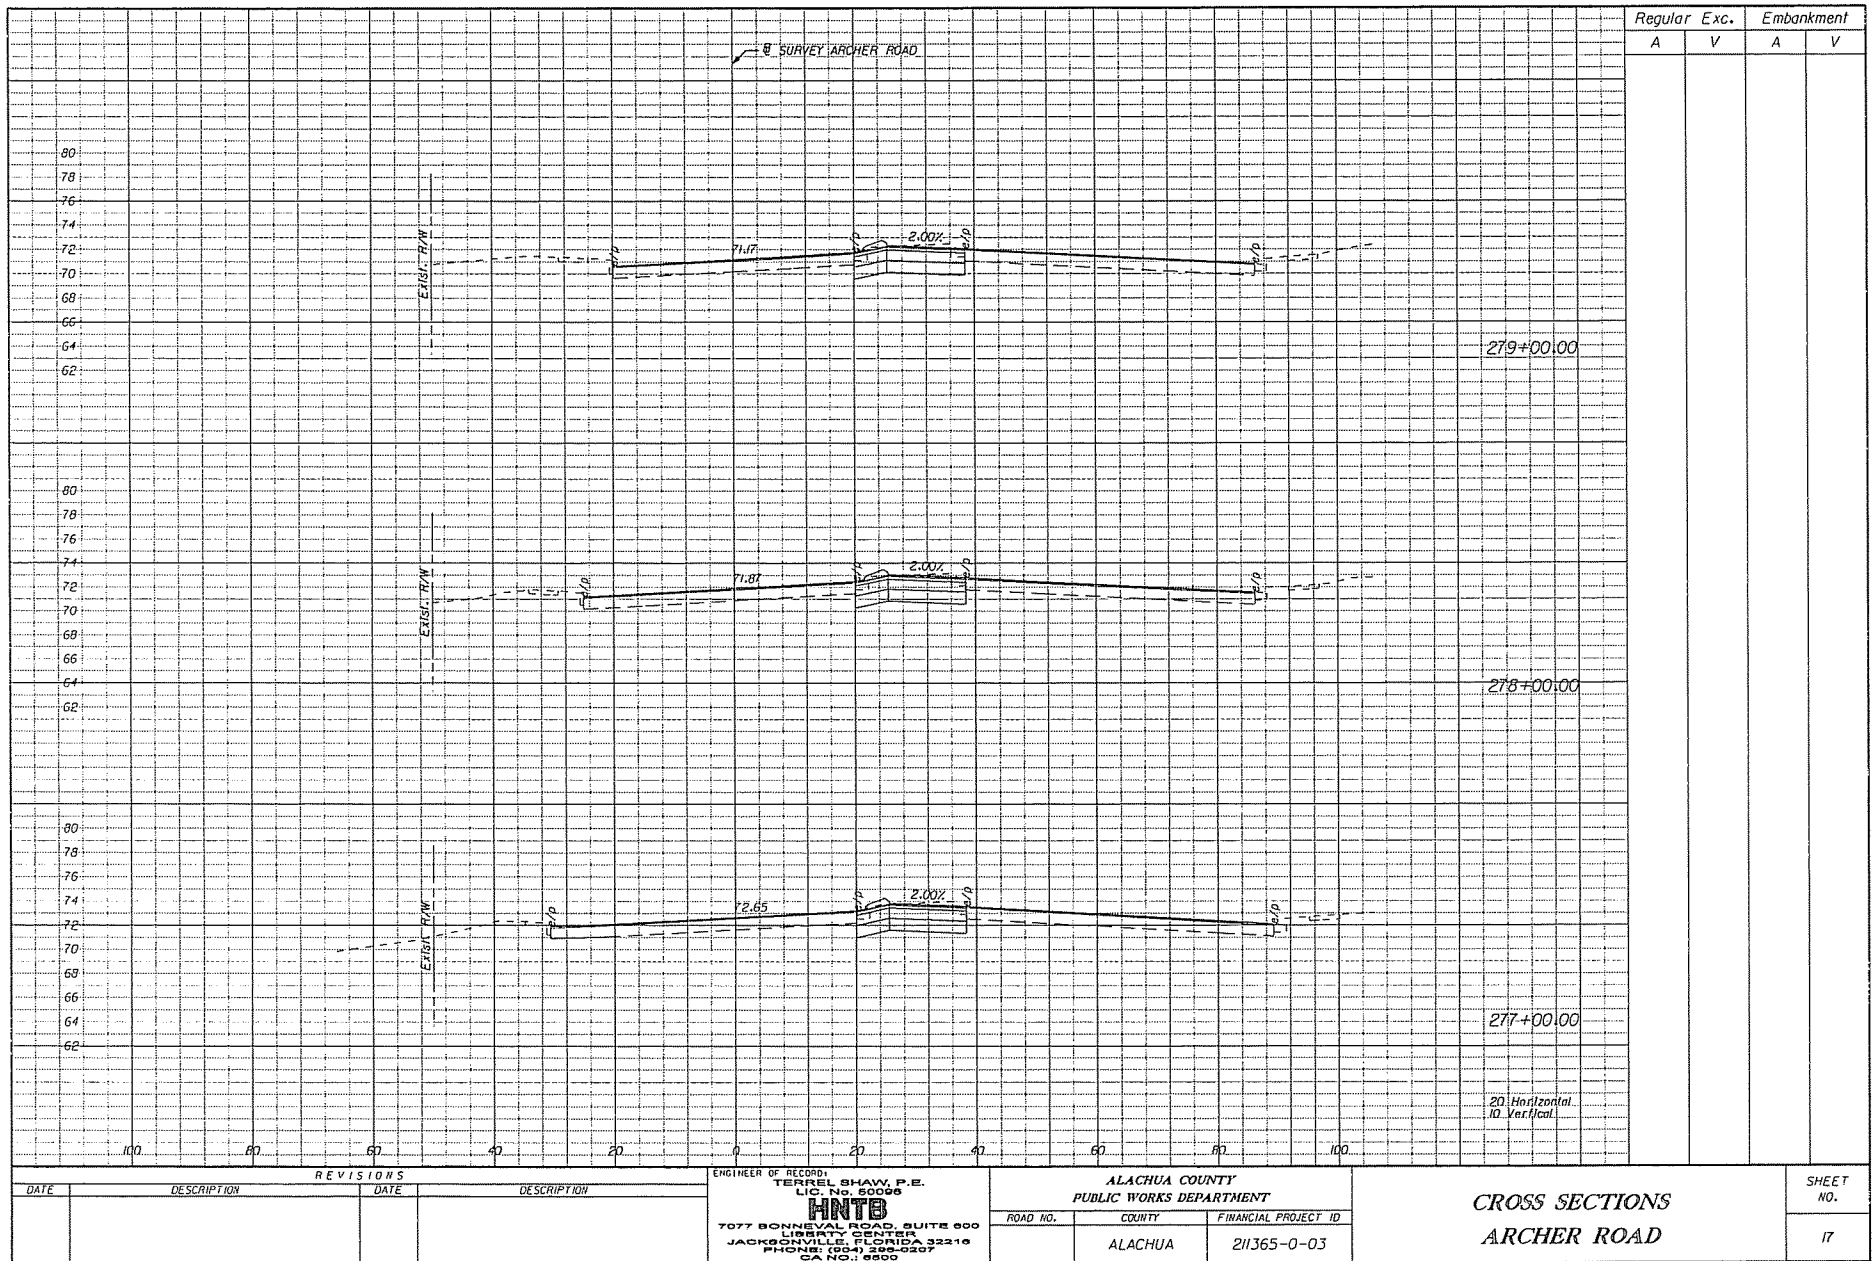 Regular Exc. Embankment
A V A V
℄ SURVEY ARCHER ROAD
80
78
76
74
72
70
68
66
64
62
Exist. R/W
e/p
71.17
e/p
2.00%
e/p
e/p
279+00.00
80
78
76
74
72
70
68
66
64
62
Exist. R/W
e/p
71.87
e/p
2.00%
e/p
e/p
278+00.00
80
78
76
74
72
70
68
66
64
62
Exist. R/W
e/p
72.65
e/p
2.00%
e/p
e/p
277+00.00
20 Horizontal
10 Vertical
100 80 60 40 20 0 20 40 60 80 100
REVISIONS
DATE DESCRIPTION DATE DESCRIPTION
ENGINEER OF RECORD:
TERREL SHAW, P.E.
LIC. No. 50096
HNTB
7077 BONNEVAL ROAD, SUITE 600
LIBERTY CENTER
JACKSONVILLE, FLORIDA 32216
PHONE: (904) 296-0207
CA NO.: 6500
ALACHUA COUNTY
PUBLIC WORKS DEPARTMENT
ROAD NO. COUNTY FINANCIAL PROJECT ID
ALACHUA 211365-0-03
CROSS SECTIONS
ARCHER ROAD
SHEET
NO.
17